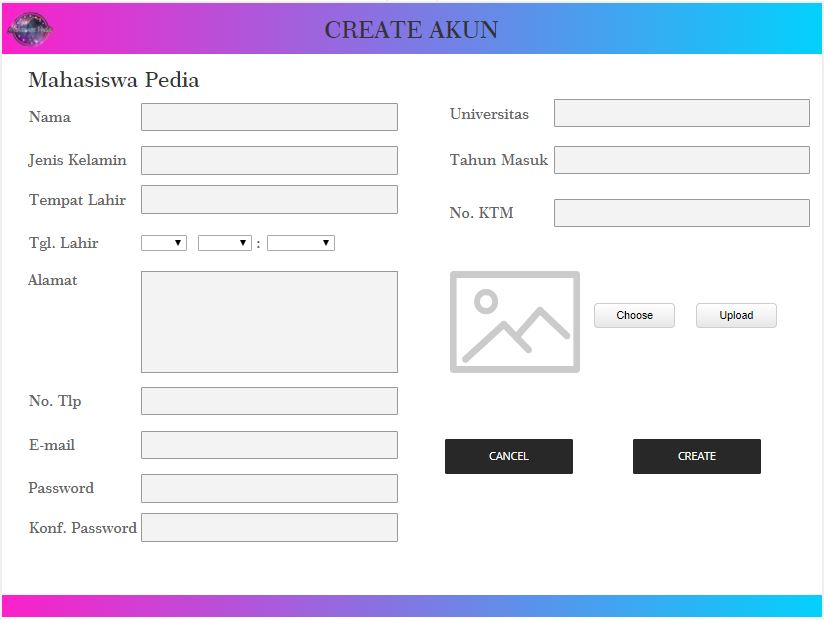 CREATE AKUN
Mahasiswa Pedia
Nama
Jenis Kelamin
Tempat Lahir
Tgl. Lahir
:
Alamat
No. Tlp
E-mail
Password
Konf. Password
Universitas
Tahun Masuk
No. KTM
Choose
Upload
CANCEL
CREATE